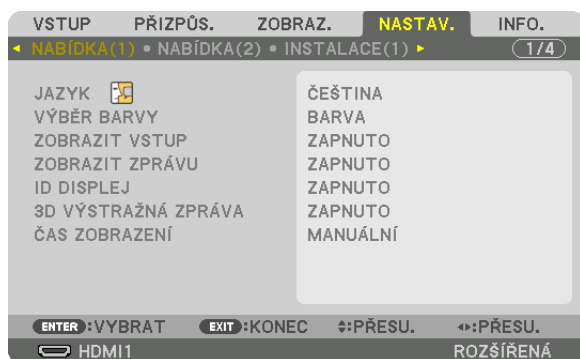 VSTUP PŘIZPŮS. ZOBRAZ. NASTAV. INFO.
NABÍDKA(1) • NABÍDKA(2) • INSTALACE(1) 1/4
JAZYK ČEŠTINA
VÝBĚR BARVY BARVA
ZOBRAZIT VSTUP ZAPNUTO
ZOBRAZIT ZPRÁVU ZAPNUTO
ID DISPLEJ ZAPNUTO
3D VÝSTRAŽNÁ ZPRÁVA ZAPNUTO
ČAS ZOBRAZENÍ MANUÁLNÍ
ENTER :VYBRAT EXIT :KONEC :PŘESU. :PŘESU.
HDMI1 ROZŠÍŘENÁ